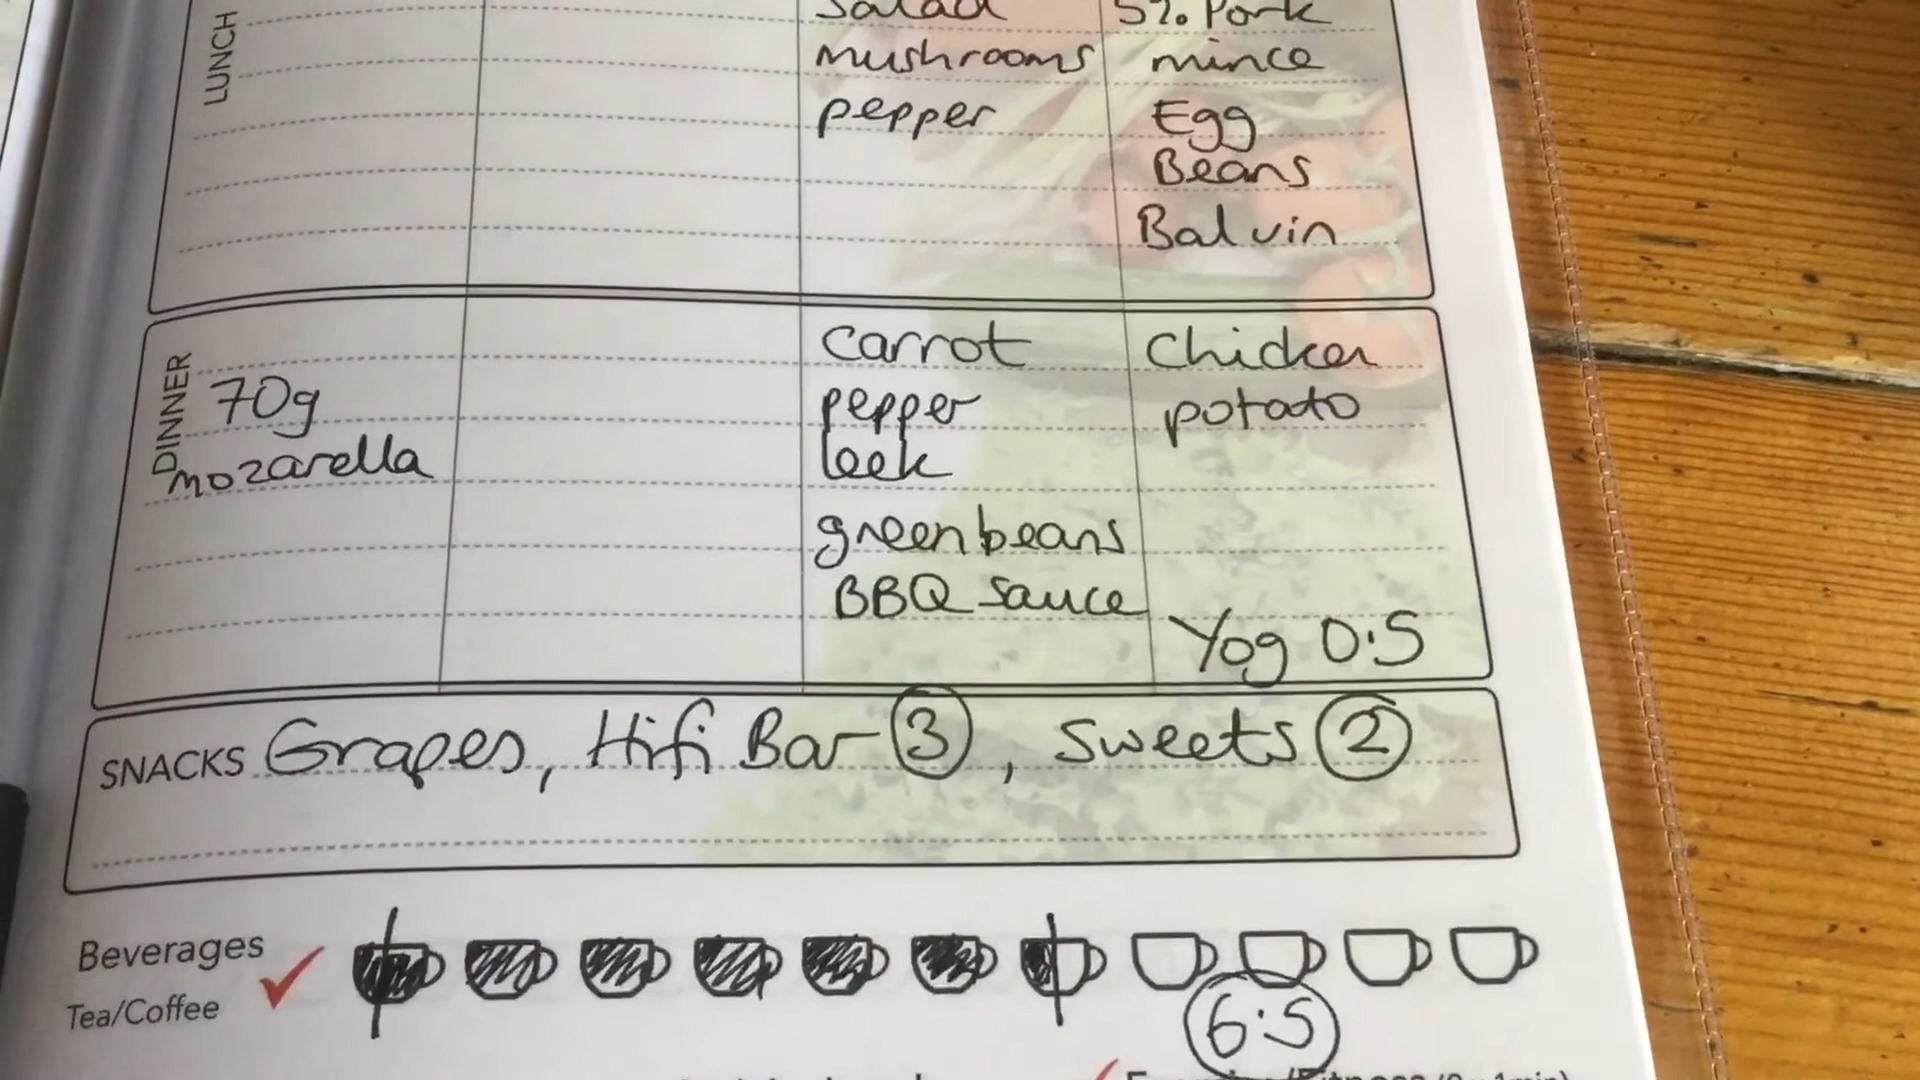 LUNCH
Salad
5% Pork
mushrooms
mince
pepper
Egg
Beans
Balvin
DINNER
70g
mozarella
Carrot
pepper
leek
greenbeans
BBQ Sauce
Chicken
potato
Yog 0.5
SNACKS Grapes, Hifi Bar 3, Sweets 2
Beverages
Tea/Coffee
6.5